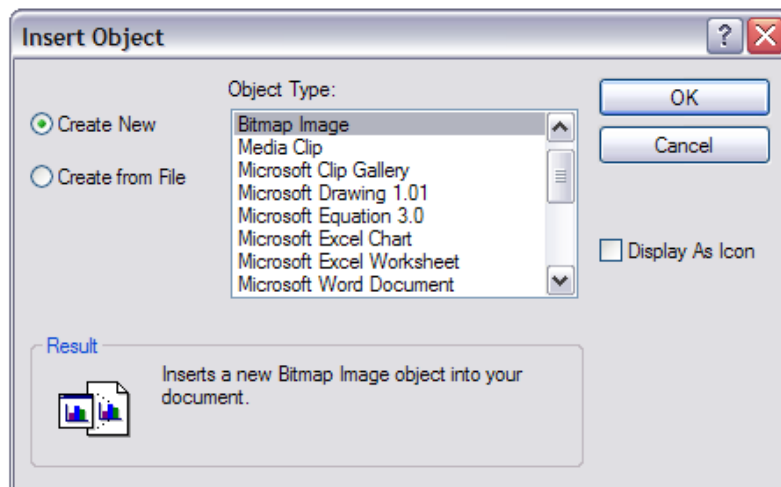 Insert Object
Object Type:
Create New
Create from File
Bitmap Image
Media Clip
Microsoft Clip Gallery
Microsoft Drawing 1.01
Microsoft Equation 3.0
Microsoft Excel Chart
Microsoft Excel Worksheet
Microsoft Word Document
OK
Cancel
Display As Icon
Result
Inserts a new Bitmap Image object into your
document.